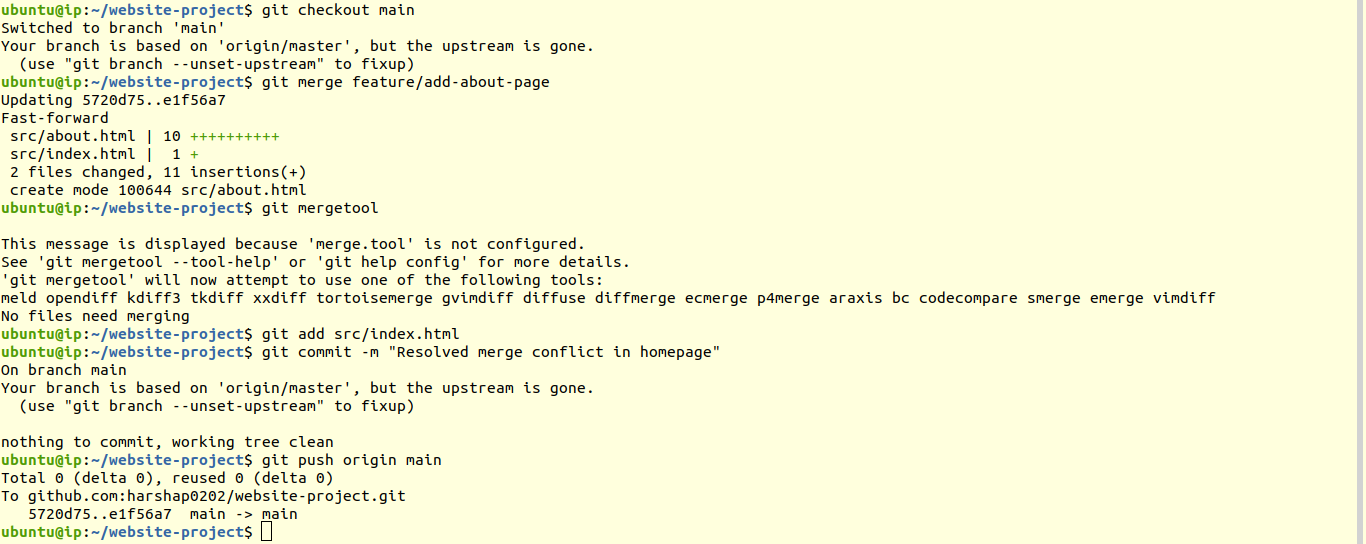 ubuntu@ip:~/website-project$ git checkout main
Switched to branch 'main'
Your branch is based on 'origin/master', but the upstream is gone.
  (use "git branch --unset-upstream" to fixup)
ubuntu@ip:~/website-project$ git merge feature/add-about-page
Updating 5720d75..e1f56a7
Fast-forward
 src/about.html | 10 ++++++++++
 src/index.html |  1 +
 2 files changed, 11 insertions(+)
 create mode 100644 src/about.html
ubuntu@ip:~/website-project$ git mergetool

This message is displayed because 'merge.tool' is not configured.
See 'git mergetool --tool-help' or 'git help config' for more details.
'git mergetool' will now attempt to use one of the following tools:
meld opendiff kdiff3 tkdiff xxdiff tortoisemerge gvimdiff diffuse diffmerge ecmerge p4merge araxis bc codecompare smerge emerge vimdiff
No files need merging
ubuntu@ip:~/website-project$ git add src/index.html
ubuntu@ip:~/website-project$ git commit -m "Resolved merge conflict in homepage"
On branch main
Your branch is based on 'origin/master', but the upstream is gone.
  (use "git branch --unset-upstream" to fixup)

nothing to commit, working tree clean
ubuntu@ip:~/website-project$ git push origin main
Total 0 (delta 0), reused 0 (delta 0)
To github.com:harshap0202/website-project.git
   5720d75..e1f56a7  main -> main
ubuntu@ip:~/website-project$